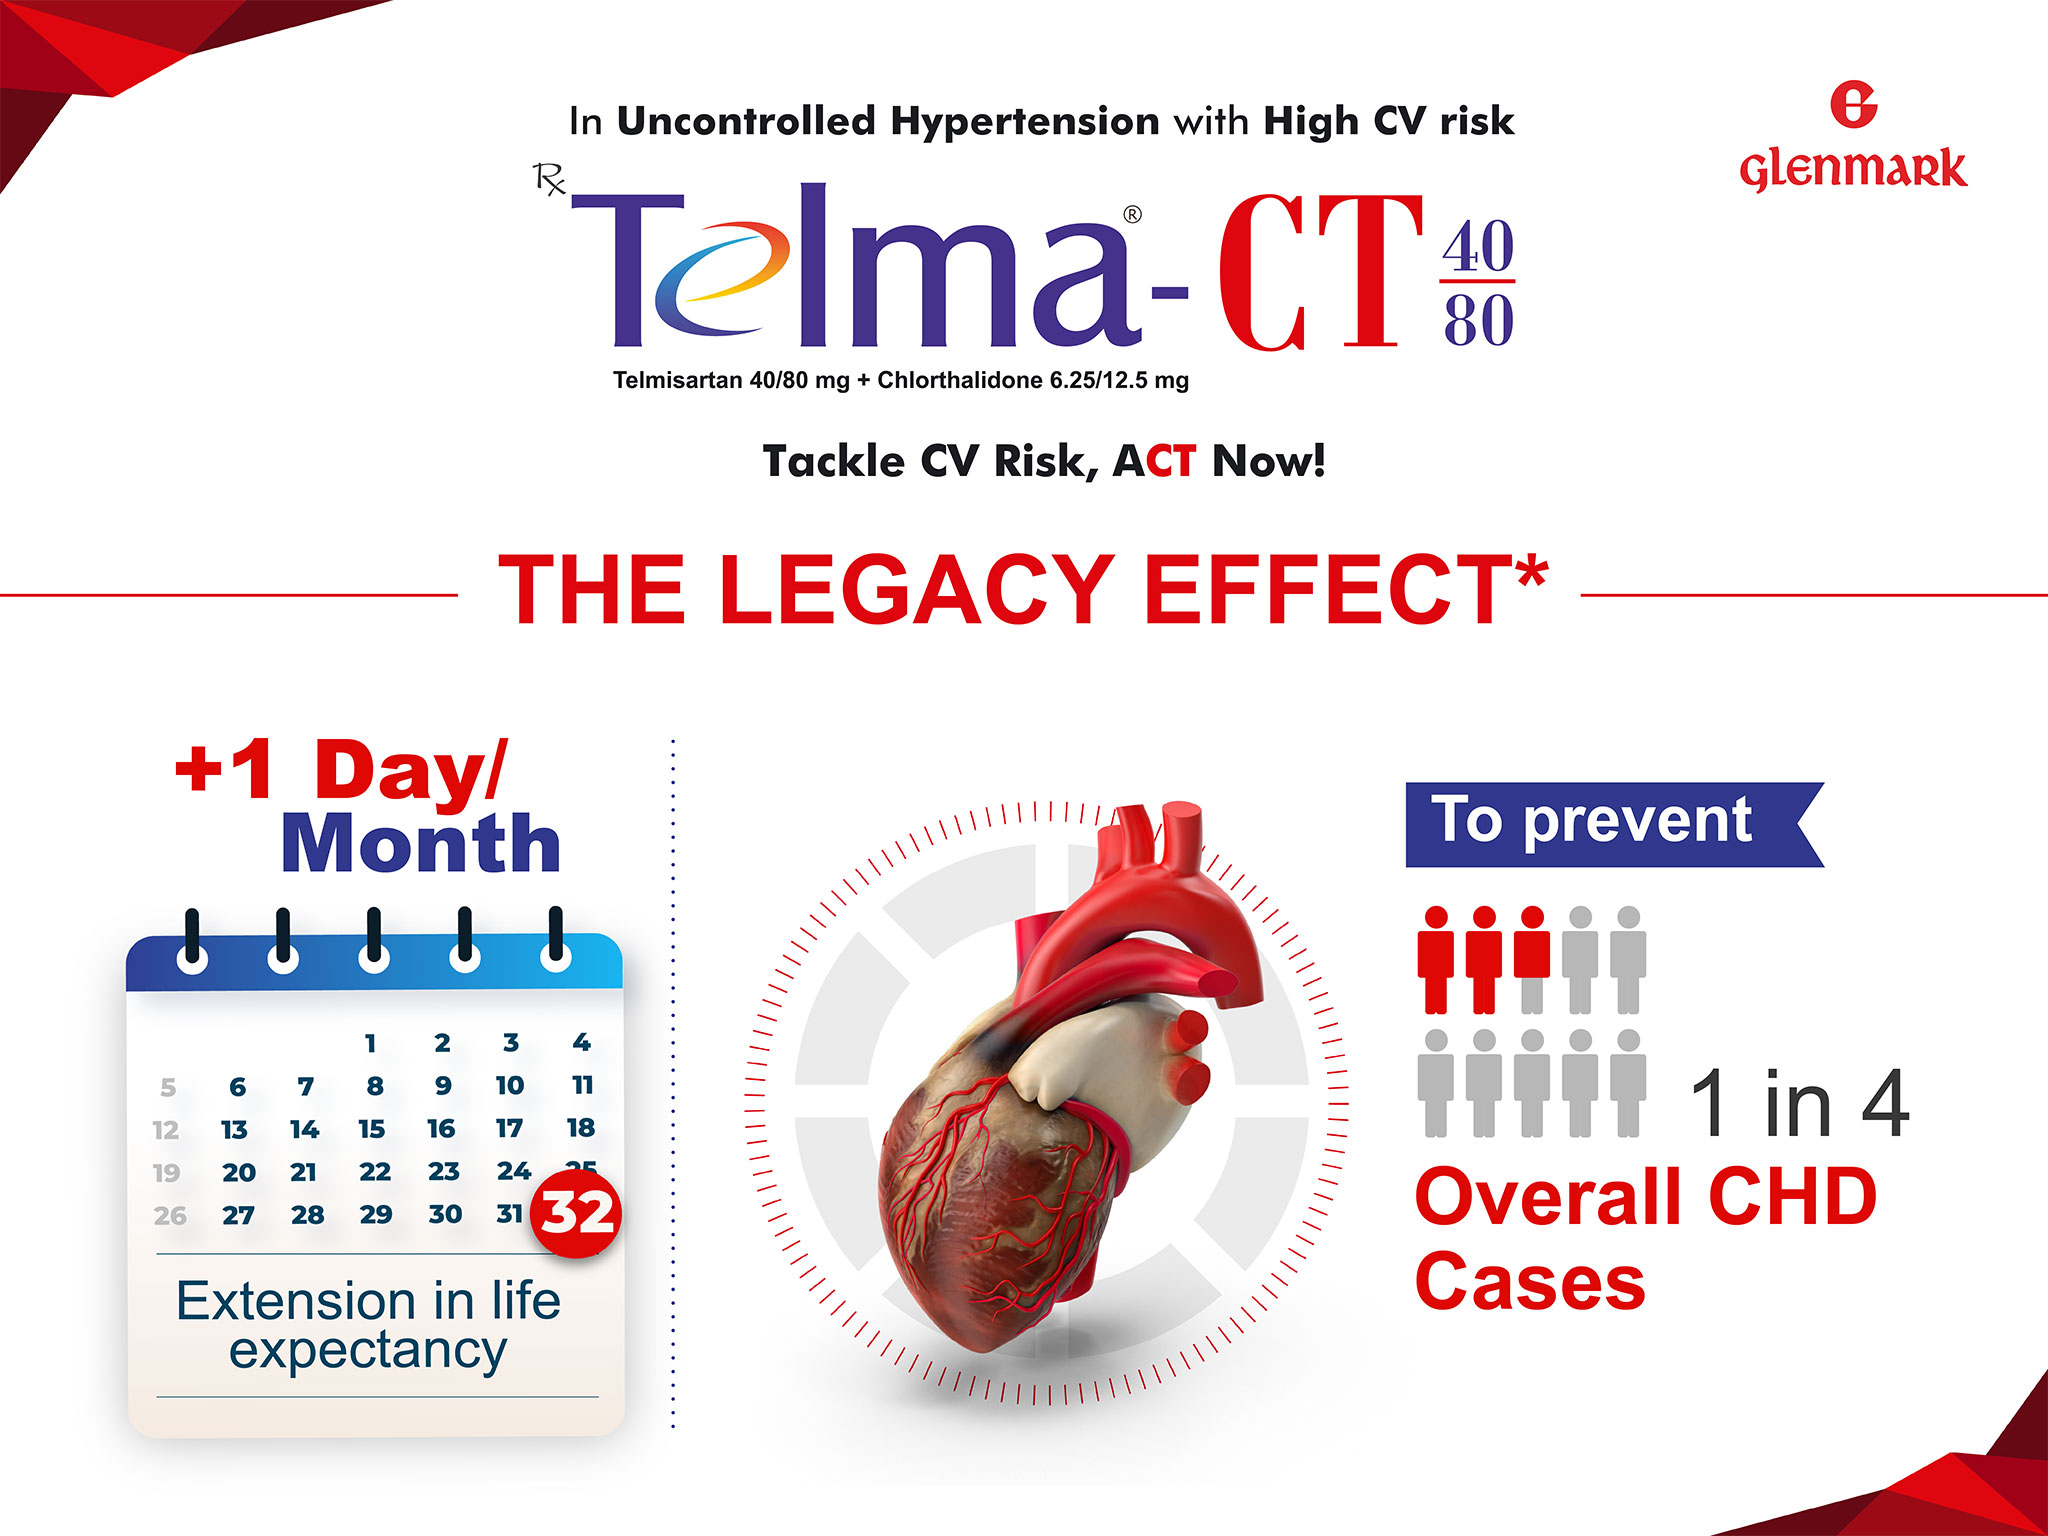 In Uncontrolled Hypertension with High CV risk
GLENMARK
Rx
Telma®-CT 40/80
Telmisartan 40/80 mg + Chlorthalidone 6.25/12.5 mg
Tackle CV Risk, ACT Now!
THE LEGACY EFFECT*
+1 Day/
Month
1 2 3 4
5 6 7 8 9 10 11
12 13 14 15 16 17 18
19 20 21 22 23 24 25
26 27 28 29 30 31 32
Extension in life
expectancy
To prevent
1 in 4
Overall CHD
Cases